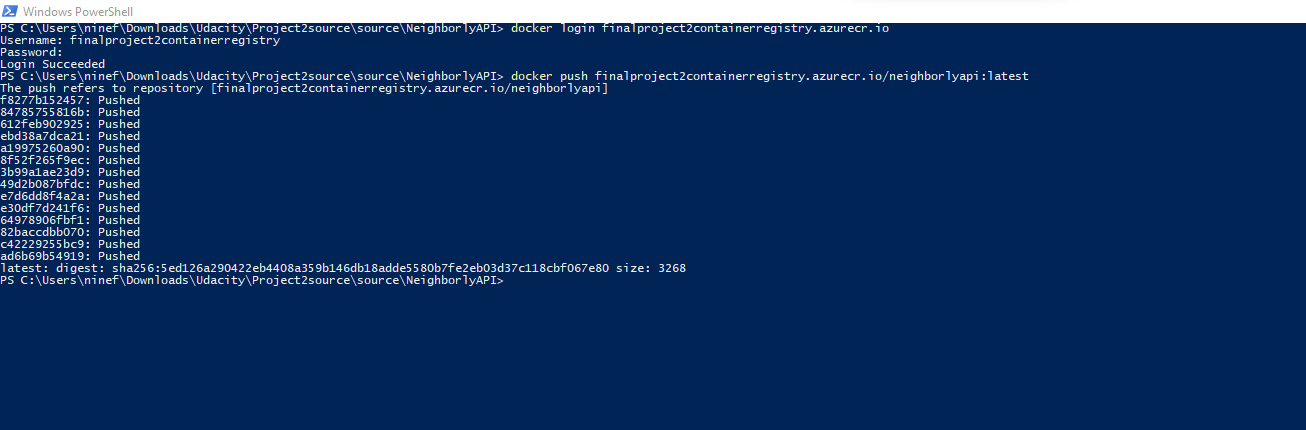 Windows PowerShell
PS C:\Users\ninef\Downloads\Udacity\Project2source\source\NeighborlyAPI> docker login finalproject2containerregistry.azurecr.io
Username: finalproject2containerregistry
Password:
Login Succeeded
PS C:\Users\ninef\Downloads\Udacity\Project2source\source\NeighborlyAPI> docker push finalproject2containerregistry.azurecr.io/neighborlyapi:latest
The push refers to repository [finalproject2containerregistry.azurecr.io/neighborlyapi]
f8277b152457: Pushed
84785755816b: Pushed
612feb902925: Pushed
ebd38a7dca21: Pushed
a19975260a90: Pushed
8f52f265f9ec: Pushed
3b99a1ae23d9: Pushed
49d2b087bfdc: Pushed
e7d6dd8f4a2a: Pushed
e30df7d241f6: Pushed
64978906fbf1: Pushed
82baccdbb070: Pushed
c42229255bc9: Pushed
ad6b69b54919: Pushed
latest: digest: sha256:5ed126a290422eb4408a359b146db18adde5580b7fe2eb03d37c118cbf067e80 size: 3268
PS C:\Users\ninef\Downloads\Udacity\Project2source\source\NeighborlyAPI>